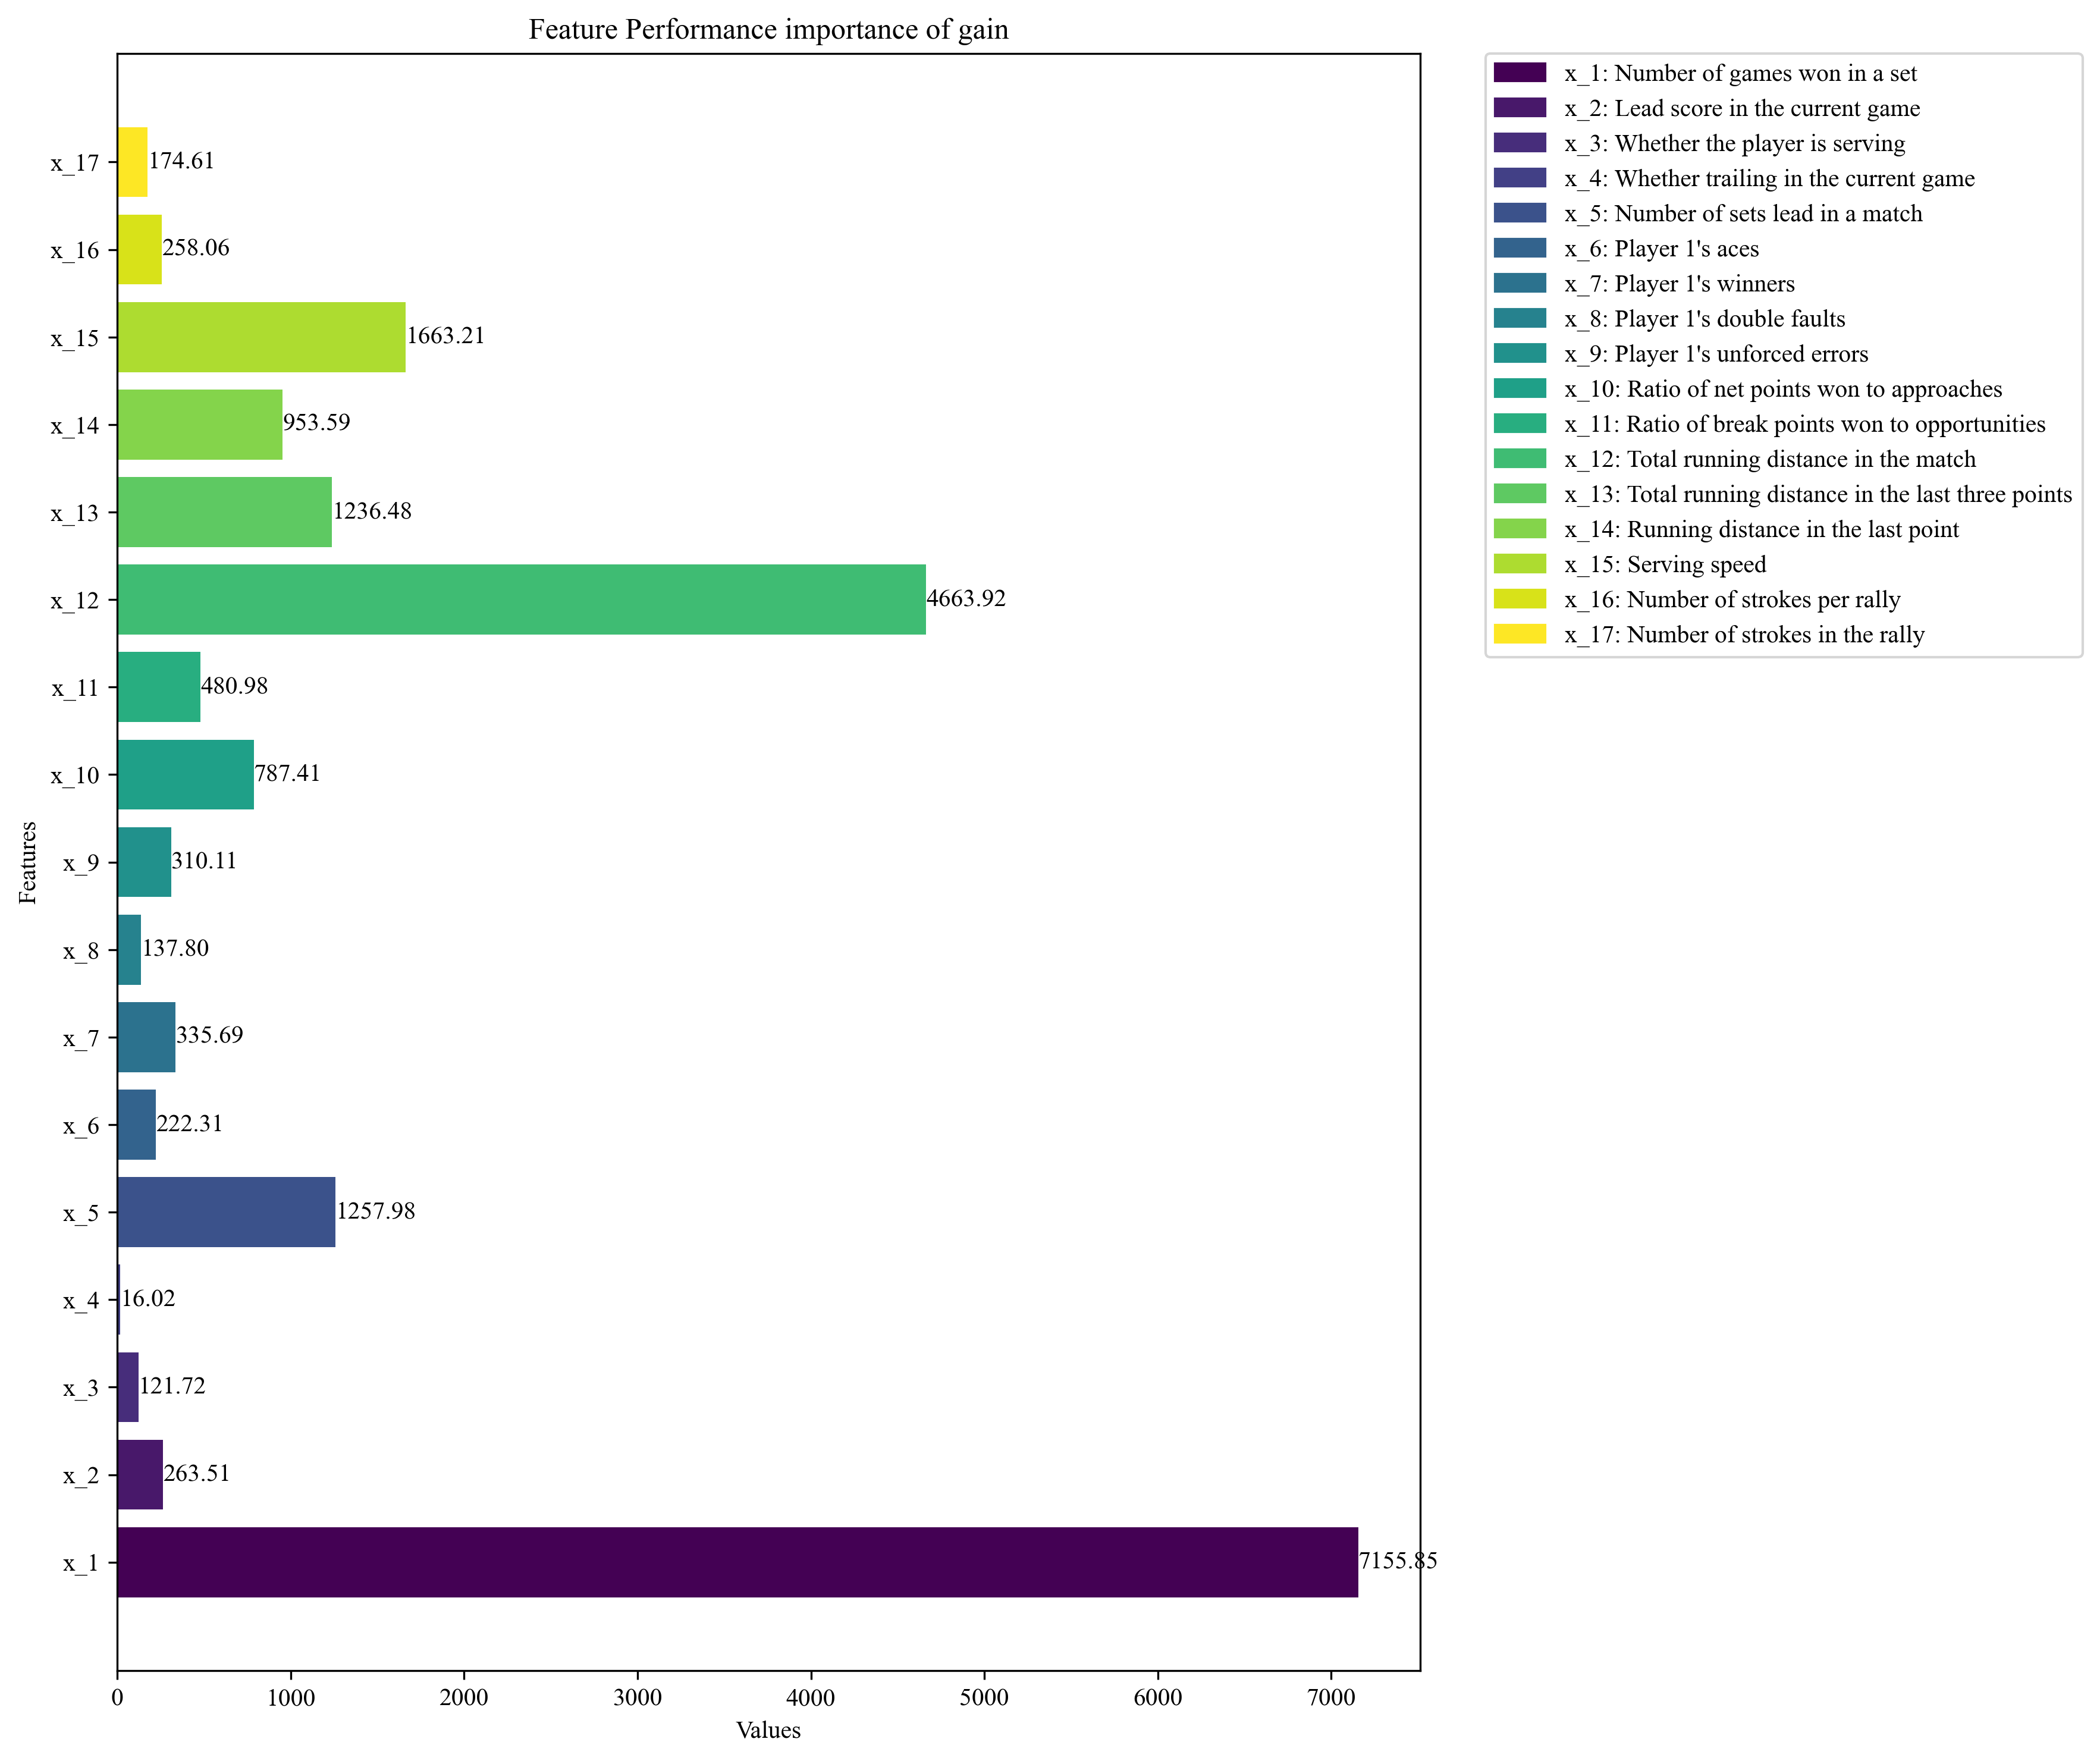 Feature Performance importance of gain
x_17
174.61
x_16
258.06
x_15
1663.21
x_14
953.59
x_13
1236.48
x_12
4663.92
x_11
480.98
x_10
787.41
x_9
310.11
x_8
137.80
x_7
335.69
x_6
222.31
x_5
1257.98
x_4
16.02
x_3
121.72
x_2
263.51
x_1
7155.85
Features
0 1000 2000 3000 4000 5000 6000 7000
Values
x_1: Number of games won in a set
x_2: Lead score in the current game
x_3: Whether the player is serving
x_4: Whether trailing in the current game
x_5: Number of sets lead in a match
x_6: Player 1's aces
x_7: Player 1's winners
x_8: Player 1's double faults
x_9: Player 1's unforced errors
x_10: Ratio of net points won to approaches
x_11: Ratio of break points won to opportunities
x_12: Total running distance in the match
x_13: Total running distance in the last three points
x_14: Running distance in the last point
x_15: Serving speed
x_16: Number of strokes per rally
x_17: Number of strokes in the rally